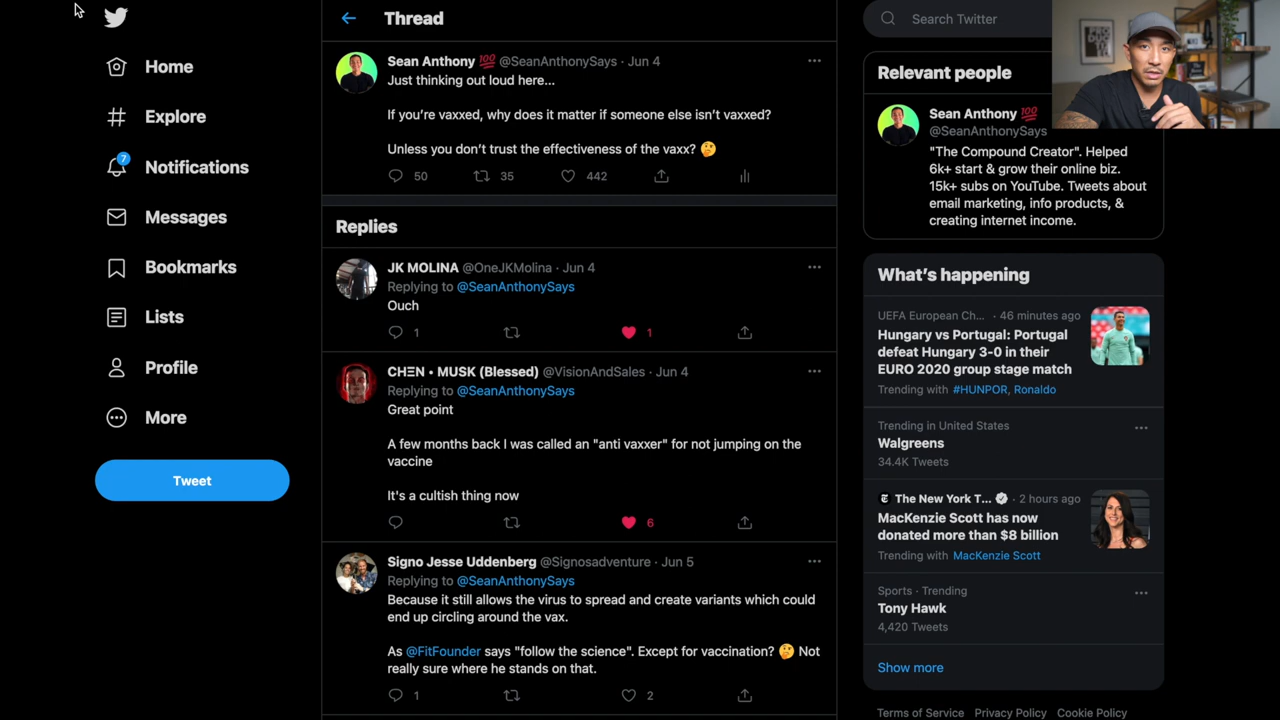 Home
Explore
7
Notifications
Messages
Bookmarks
Lists
Profile
More
Tweet
Thread
Sean Anthony 💯 @SeanAnthonySays · Jun 4
Just thinking out loud here...
If you're vaxxed, why does it matter if someone else isn't vaxxed?
Unless you don't trust the effectiveness of the vaxx? 🤔
50 35 442
Replies
JK MOLINA @OneJKMolina · Jun 4
Replying to @SeanAnthonySays
Ouch
1 1
CHΞN • MUSK (Blessed) @VisionAndSales · Jun 4
Replying to @SeanAnthonySays
Great point
A few months back I was called an "anti vaxxer" for not jumping on the
vaccine
It's a cultish thing now
6
Signo Jesse Uddenberg @Signosadventure · Jun 5
Replying to @SeanAnthonySays
Because it still allows the virus to spread and create variants which could
end up circling around the vax.
As @FitFounder says "follow the science". Except for vaccination? 🤔 Not
really sure where he stands on that.
1 2
Search Twitter
Relevant people
Sean Anthony 💯
@SeanAnthonySays
"The Compound Creator". Helped
6k+ start & grow their online biz.
15k+ subs on YouTube. Tweets about
email marketing, info products, &
creating internet income.
What's happening
UEFA European Ch... · 46 minutes ago
Hungary vs Portugal: Portugal
defeat Hungary 3-0 in their
EURO 2020 group stage match
Trending with #HUNPOR, Ronaldo
Trending in United States
Walgreens
34.4K Tweets
The New York T... · 2 hours ago
MacKenzie Scott has now
donated more than $8 billion
Trending with MacKenzie Scott
Sports · Trending
Tony Hawk
4,420 Tweets
Show more
Terms of Service Privacy Policy Cookie Policy